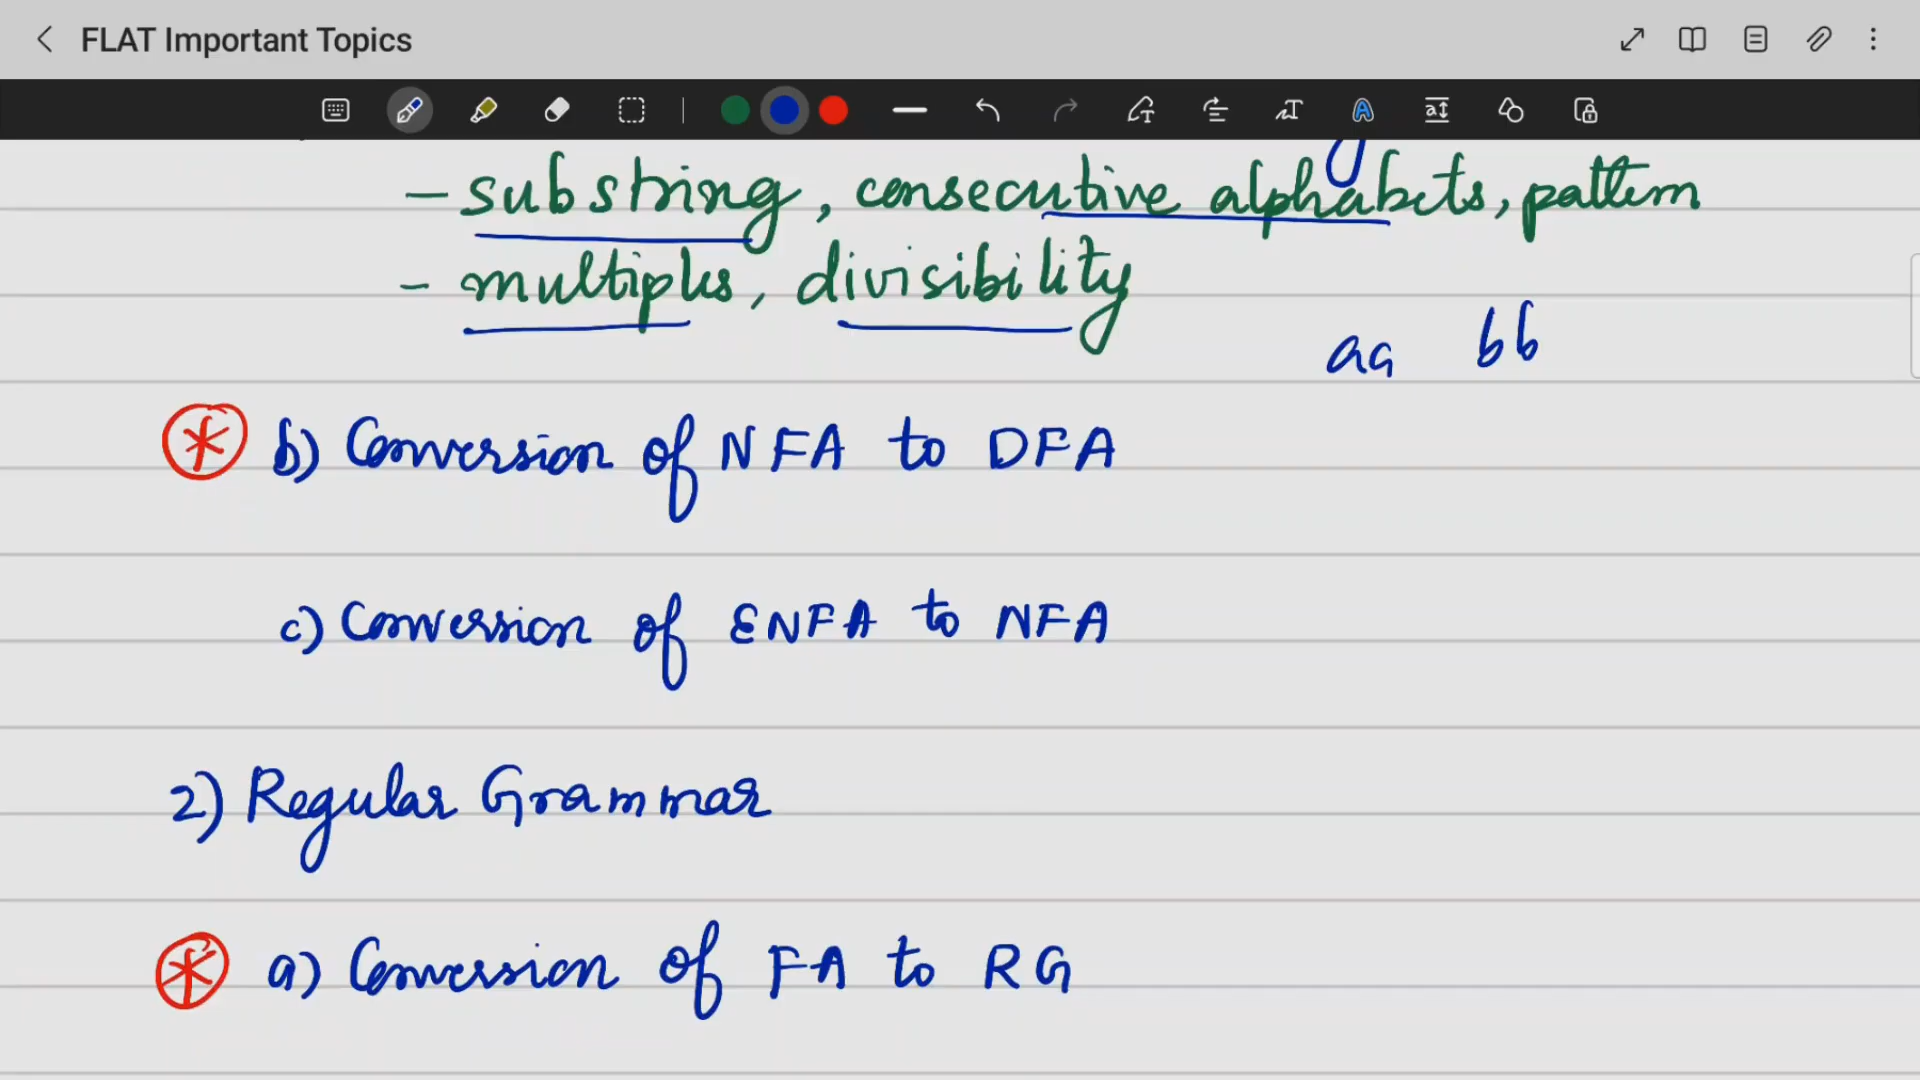 FLAT Important Topics
- substring, consecutive alphabets, pattern
- multiples, divisibility
aa bb
* b) Conversion of NFA to DFA
c) Conversion of ENFA to NFA
2) Regular Grammar
* a) Conversion of FA to RG